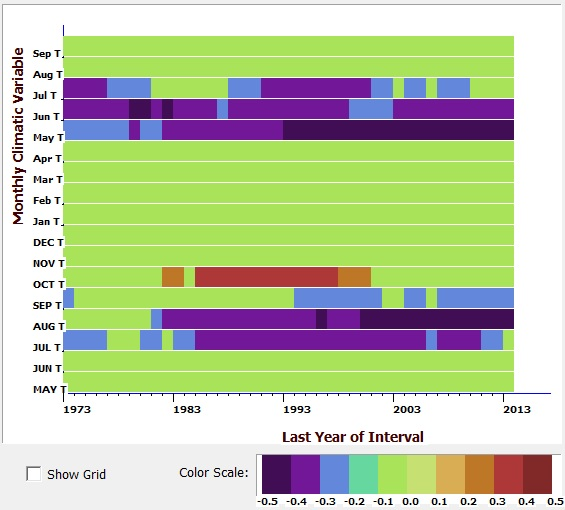 Monthly Climatic Variable
Sep T
Aug T
Jul T
Jun T
May T
Apr T
Mar T
Feb T
Jan T
DEC T
NOV T
OCT T
SEP T
AUG T
JUL T
JUN T
MAY T
1973 1983 1993 2003 2013
Last Year of Interval
Show Grid
Color Scale:
-0.5 -0.4 -0.3 -0.2 -0.1 0.0 0.1 0.2 0.3 0.4 0.5